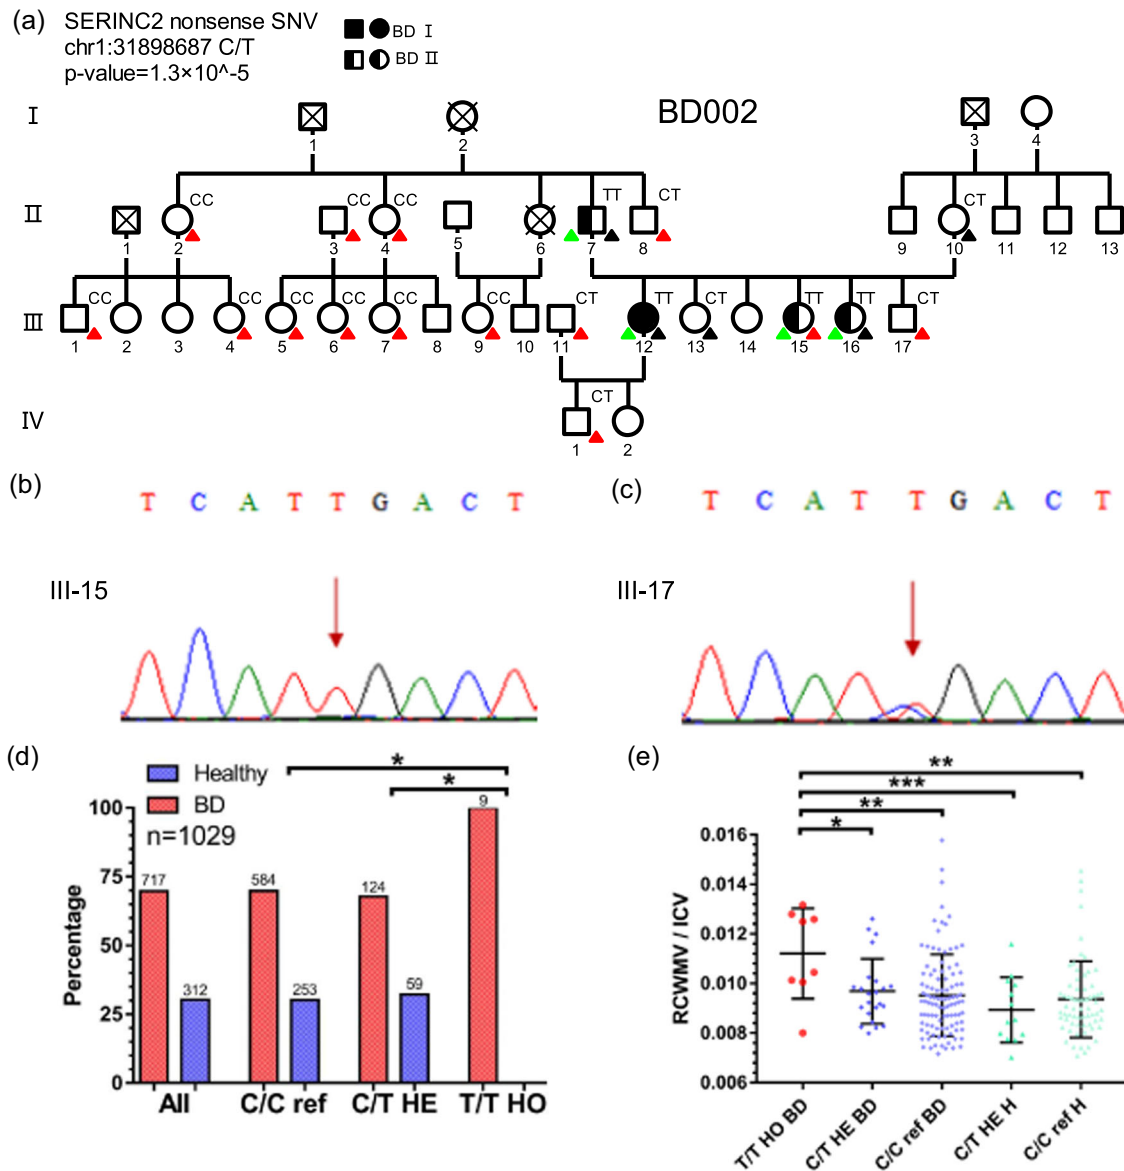 (a)
SERINC2 nonsense SNV
chr1:31898687 C/T
p-value=1.3×10^-5
BD I
BD II
BD002
I
1
2
3
4
II
CC
CC
CC
TT
CT
CT
1
2
3
4
5
6
7
8
9
10
11
12
13
III
CC
CC
CC
CC
CC
CC
CT
TT
CT
TT
TT
CT
1
2
3
4
5
6
7
8
9
10
11
12
13
14
15
16
17
IV
CT
1
2
(b)
T C A T T G A C T
III-15
(c)
T C A T T G A C T
III-17
(d)
Healthy
BD
n=1029
*
*
Percentage
100
75
50
25
0
717
312
584
253
124
59
9
All
C/C ref
C/T HE
T/T HO
(e)
**
***
**
*
RCWMV / ICV
0.016
0.014
0.012
0.010
0.008
0.006
T/T HO BD
C/T HE BD
C/C ref BD
C/T HE H
C/C ref H